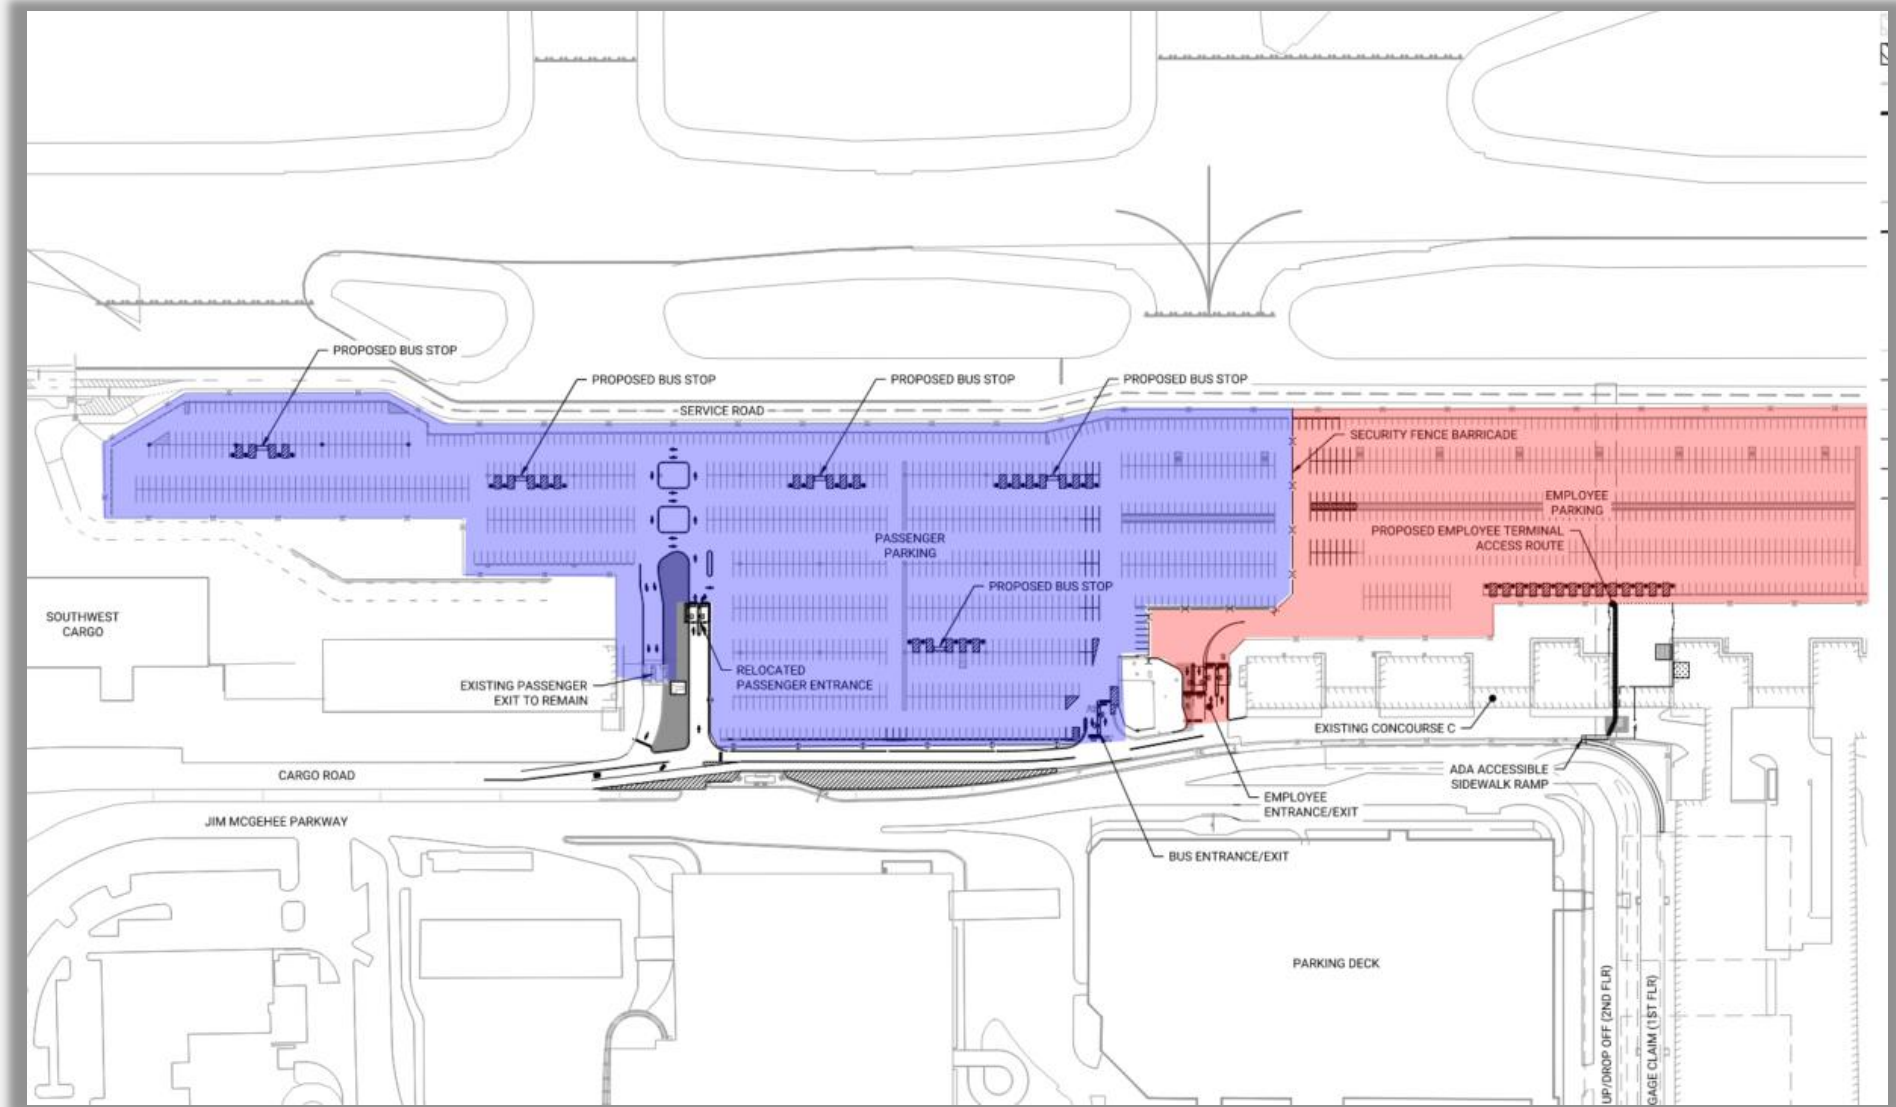 PROPOSED BUS STOP
PROPOSED BUS STOP
PROPOSED BUS STOP
PROPOSED BUS STOP
SERVICE ROAD
SECURITY FENCE BARRICADE
EMPLOYEE
PARKING
PROPOSED EMPLOYEE TERMINAL
ACCESS ROUTE
PASSENGER
PARKING
PROPOSED BUS STOP
SOUTHWEST
CARGO
RELOCATED
PASSENGER ENTRANCE
EXISTING PASSENGER
EXIT TO REMAIN
EXISTING CONCOURSE C
CARGO ROAD
ADA ACCESSIBLE
SIDEWALK RAMP
EMPLOYEE
ENTRANCE/EXIT
JIM MCGEHEE PARKWAY
BUS ENTRANCE/EXIT
PARKING DECK
UP/DROP OFF (2ND FLR)
GAGE CLAIM (1ST FLR)